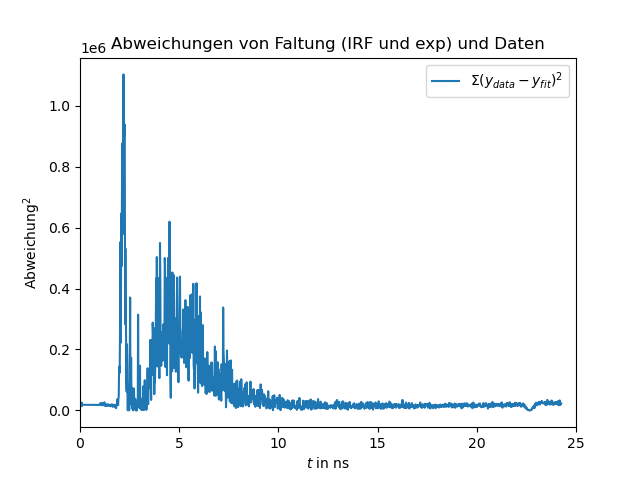 Abweichungen von Faltung (IRF und exp) und Daten
1e6
Σ(y_data − y_fit)²
Abweichung²
1.0
0.8
0.6
0.4
0.2
0.0
0 5 10 15 20 25
t in ns